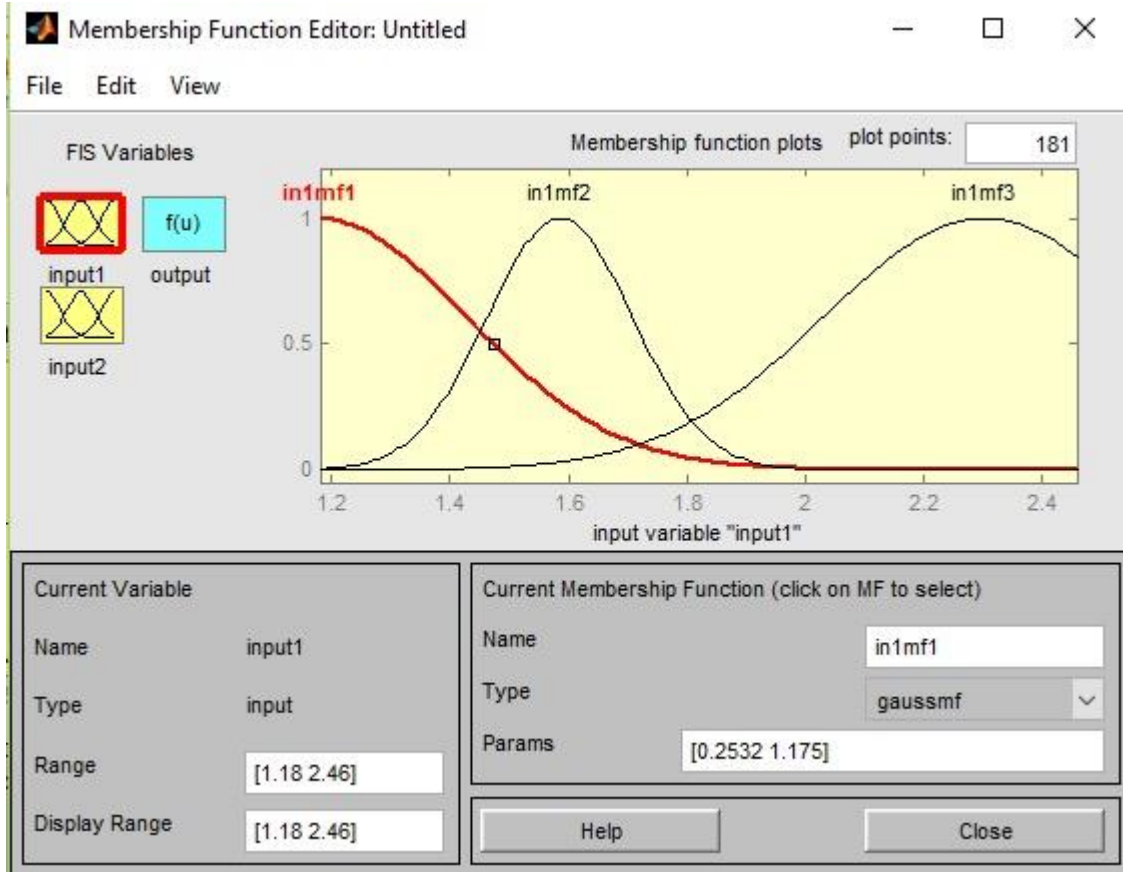 Membership Function Editor: Untitled
File Edit View
FIS Variables
Membership function plots plot points: 181
f(u)
input1 output
input2
in1mf1 in1mf2 in1mf3
1
0.5
0
1.2 1.4 1.6 1.8 2 2.2 2.4
input variable "input1"
Current Variable
Name input1
Type input
Range [1.18 2.46]
Display Range [1.18 2.46]
Current Membership Function (click on MF to select)
Name in1mf1
Type gaussmf
Params [0.2532 1.175]
Help Close